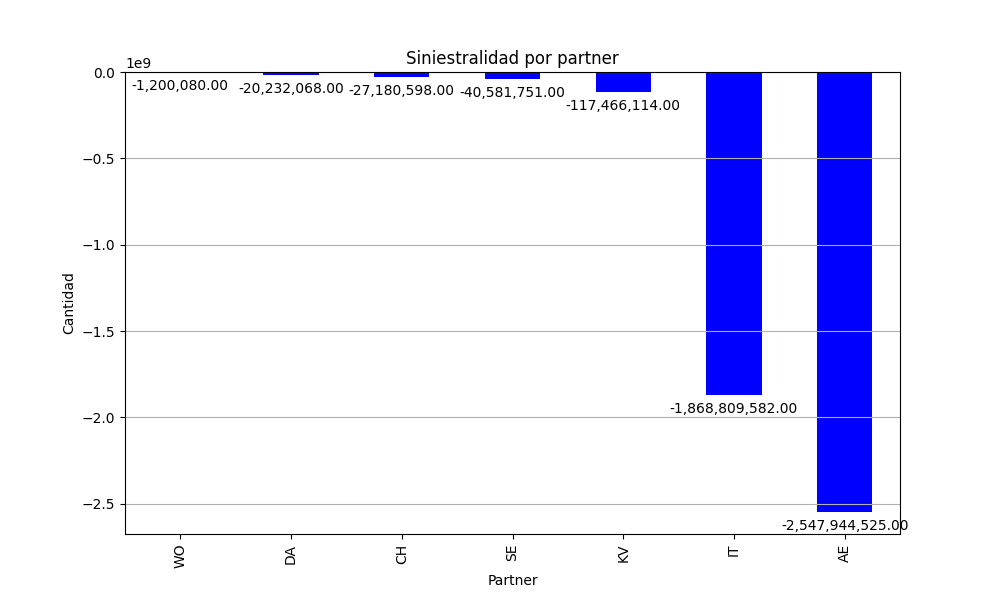 Siniestralidad por partner
1e9
0.0
−0.5
−1.0
−1.5
−2.0
−2.5
Cantidad
-1,200,080.00
-20,232,068.00
-27,180,598.00
-40,581,751.00
-117,466,114.00
-1,868,809,582.00
-2,547,944,525.00
WO
DA
CH
SE
KV
IT
AE
Partner